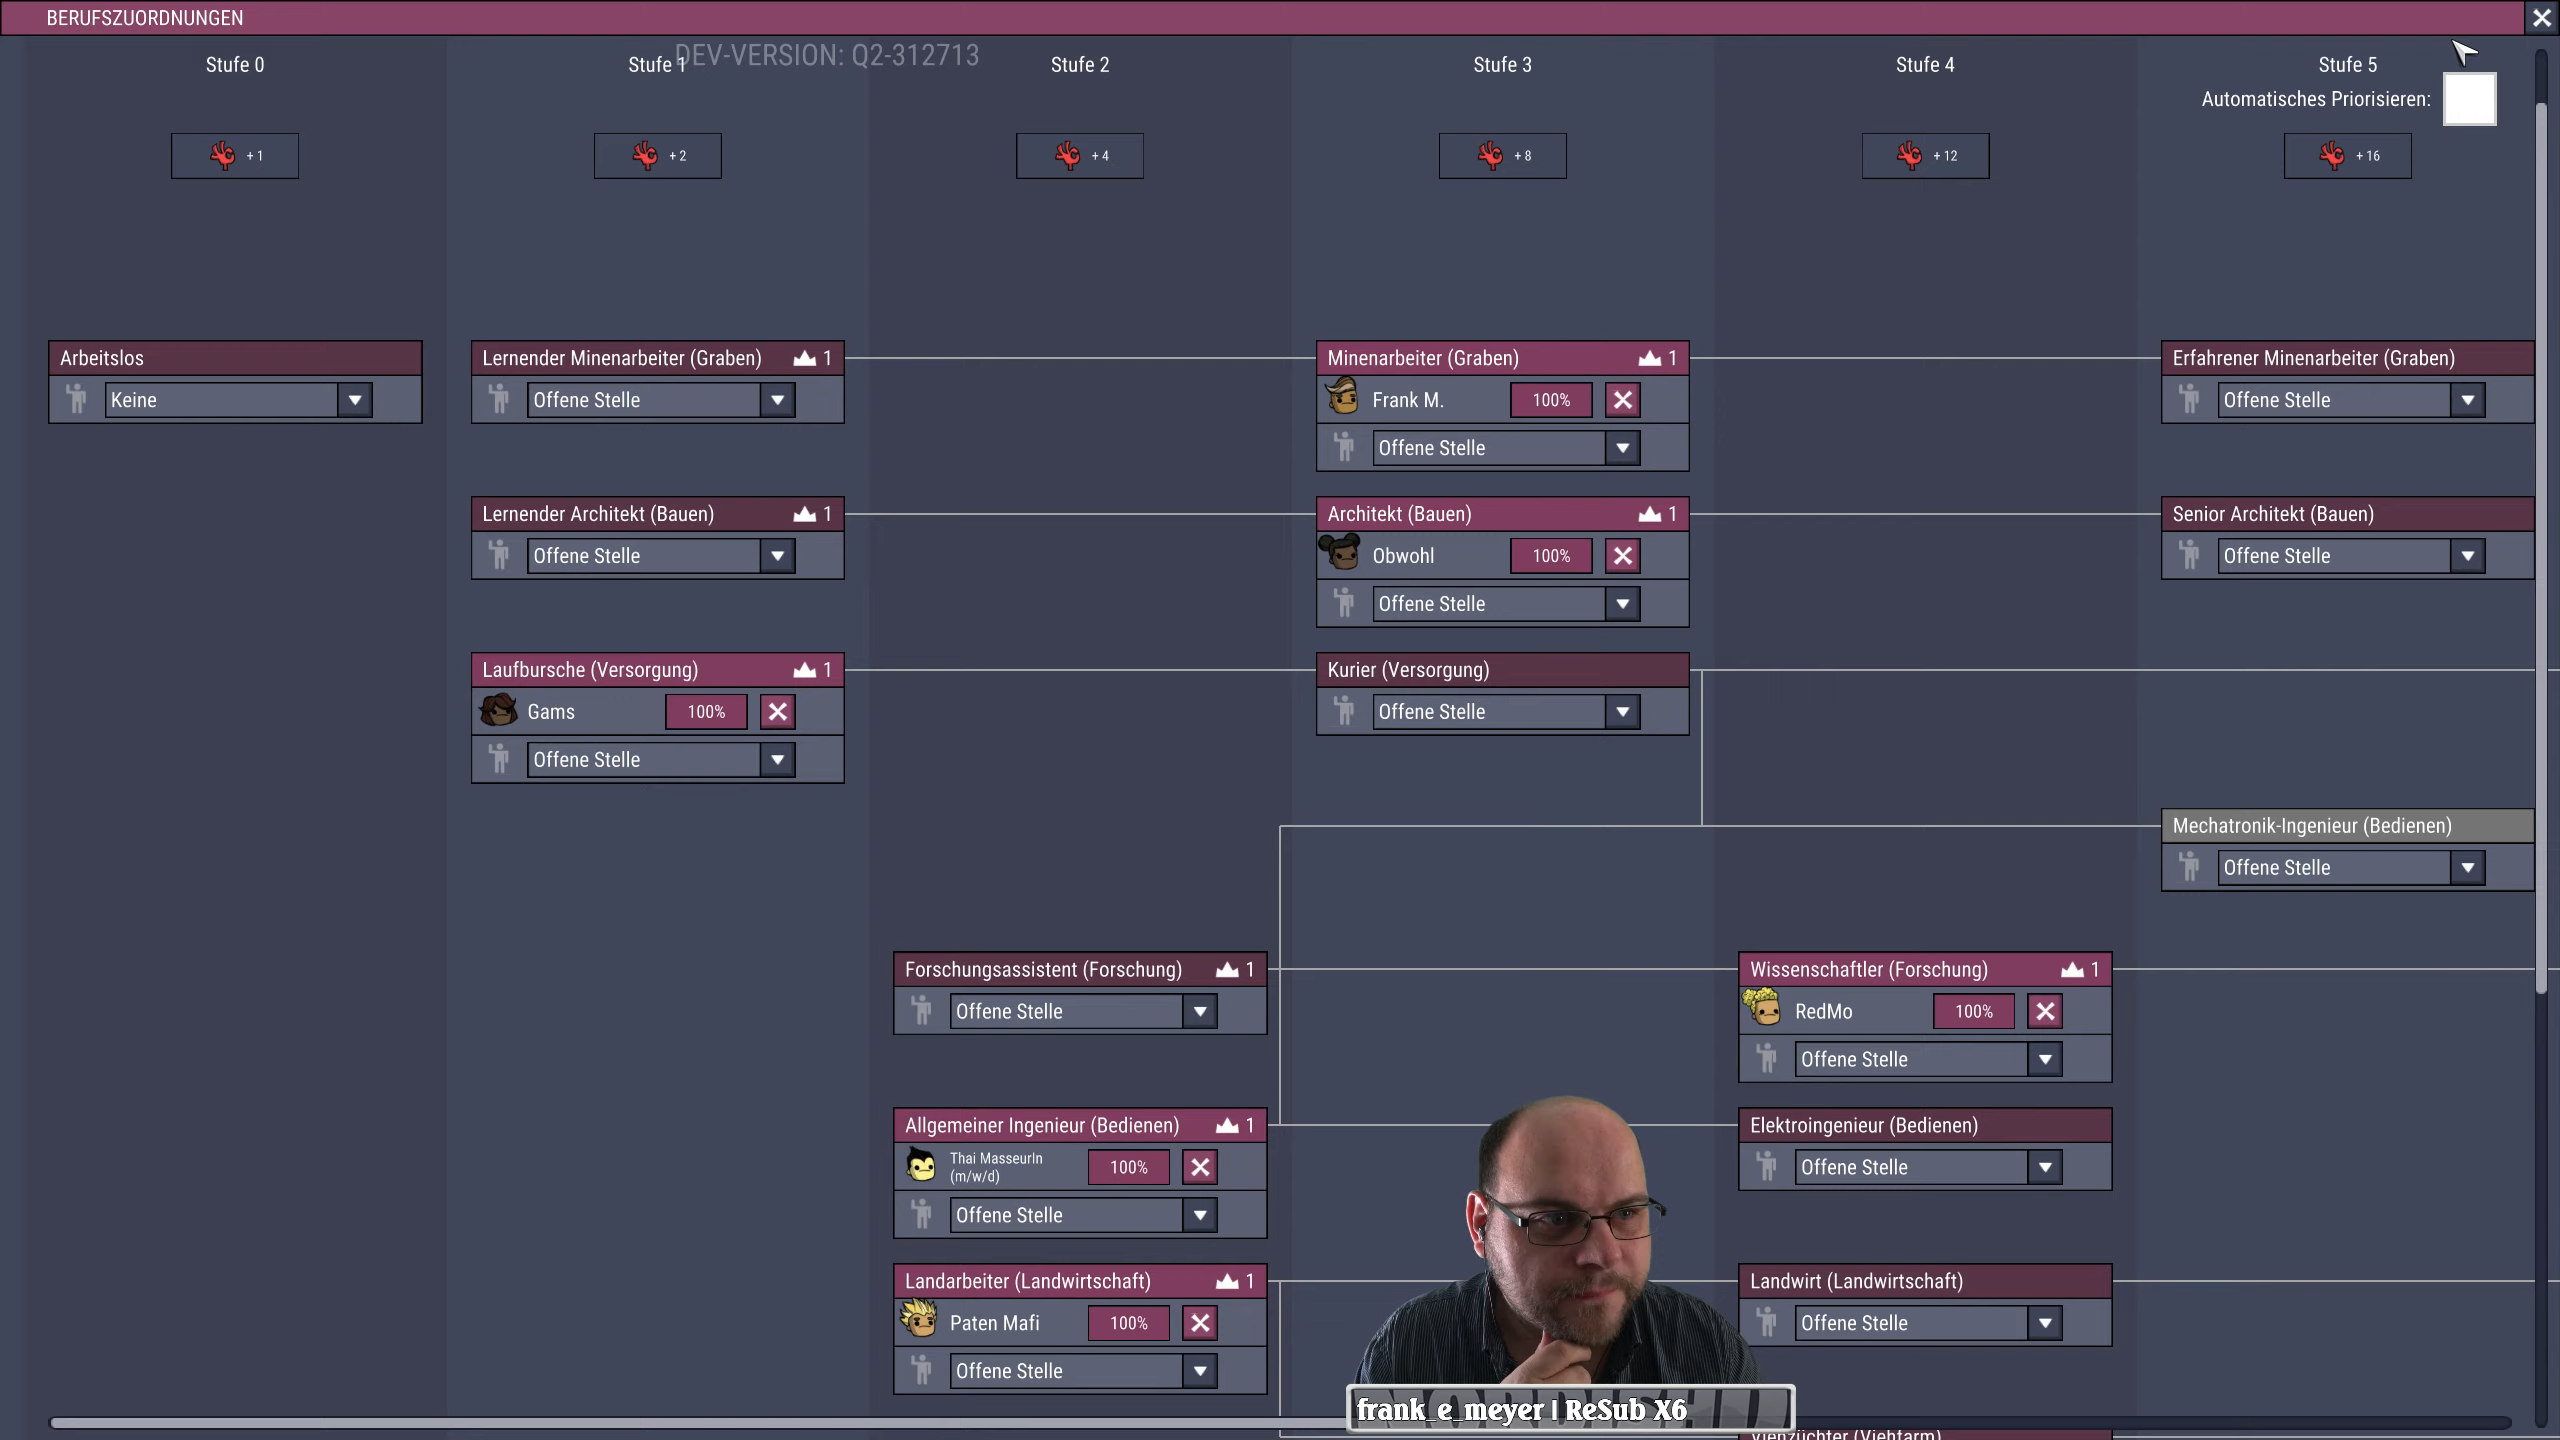 BERUFSZUORDNUNGEN
DEV-VERSION: Q2-312713
Stufe 0
Stufe 1
Stufe 2
Stufe 3
Stufe 4
Stufe 5
Automatisches Priorisieren:
+ 1
+ 2
+ 4
+ 8
+ 12
+ 16
Arbeitslos
Keine
Lernender Minenarbeiter (Graben) 1
Offene Stelle
Minenarbeiter (Graben) 1
Frank M. 100%
Offene Stelle
Erfahrener Minenarbeiter (Graben)
Offene Stelle
Lernender Architekt (Bauen) 1
Offene Stelle
Architekt (Bauen) 1
Obwohl 100%
Offene Stelle
Senior Architekt (Bauen)
Offene Stelle
Laufbursche (Versorgung) 1
Gams 100%
Offene Stelle
Kurier (Versorgung)
Offene Stelle
Mechatronik-Ingenieur (Bedienen)
Offene Stelle
Forschungsassistent (Forschung) 1
Offene Stelle
Wissenschaftler (Forschung) 1
RedMo 100%
Offene Stelle
Allgemeiner Ingenieur (Bedienen) 1
Thai MasseurIn
(m/w/d)
100%
Offene Stelle
Elektroingenieur (Bedienen)
Offene Stelle
Landarbeiter (Landwirtschaft) 1
Paten Mafi 100%
Offene Stelle
Landwirt (Landwirtschaft)
Offene Stelle
frank_e_meyer | ReSub X6
Viehzüchter (Viehfarm)